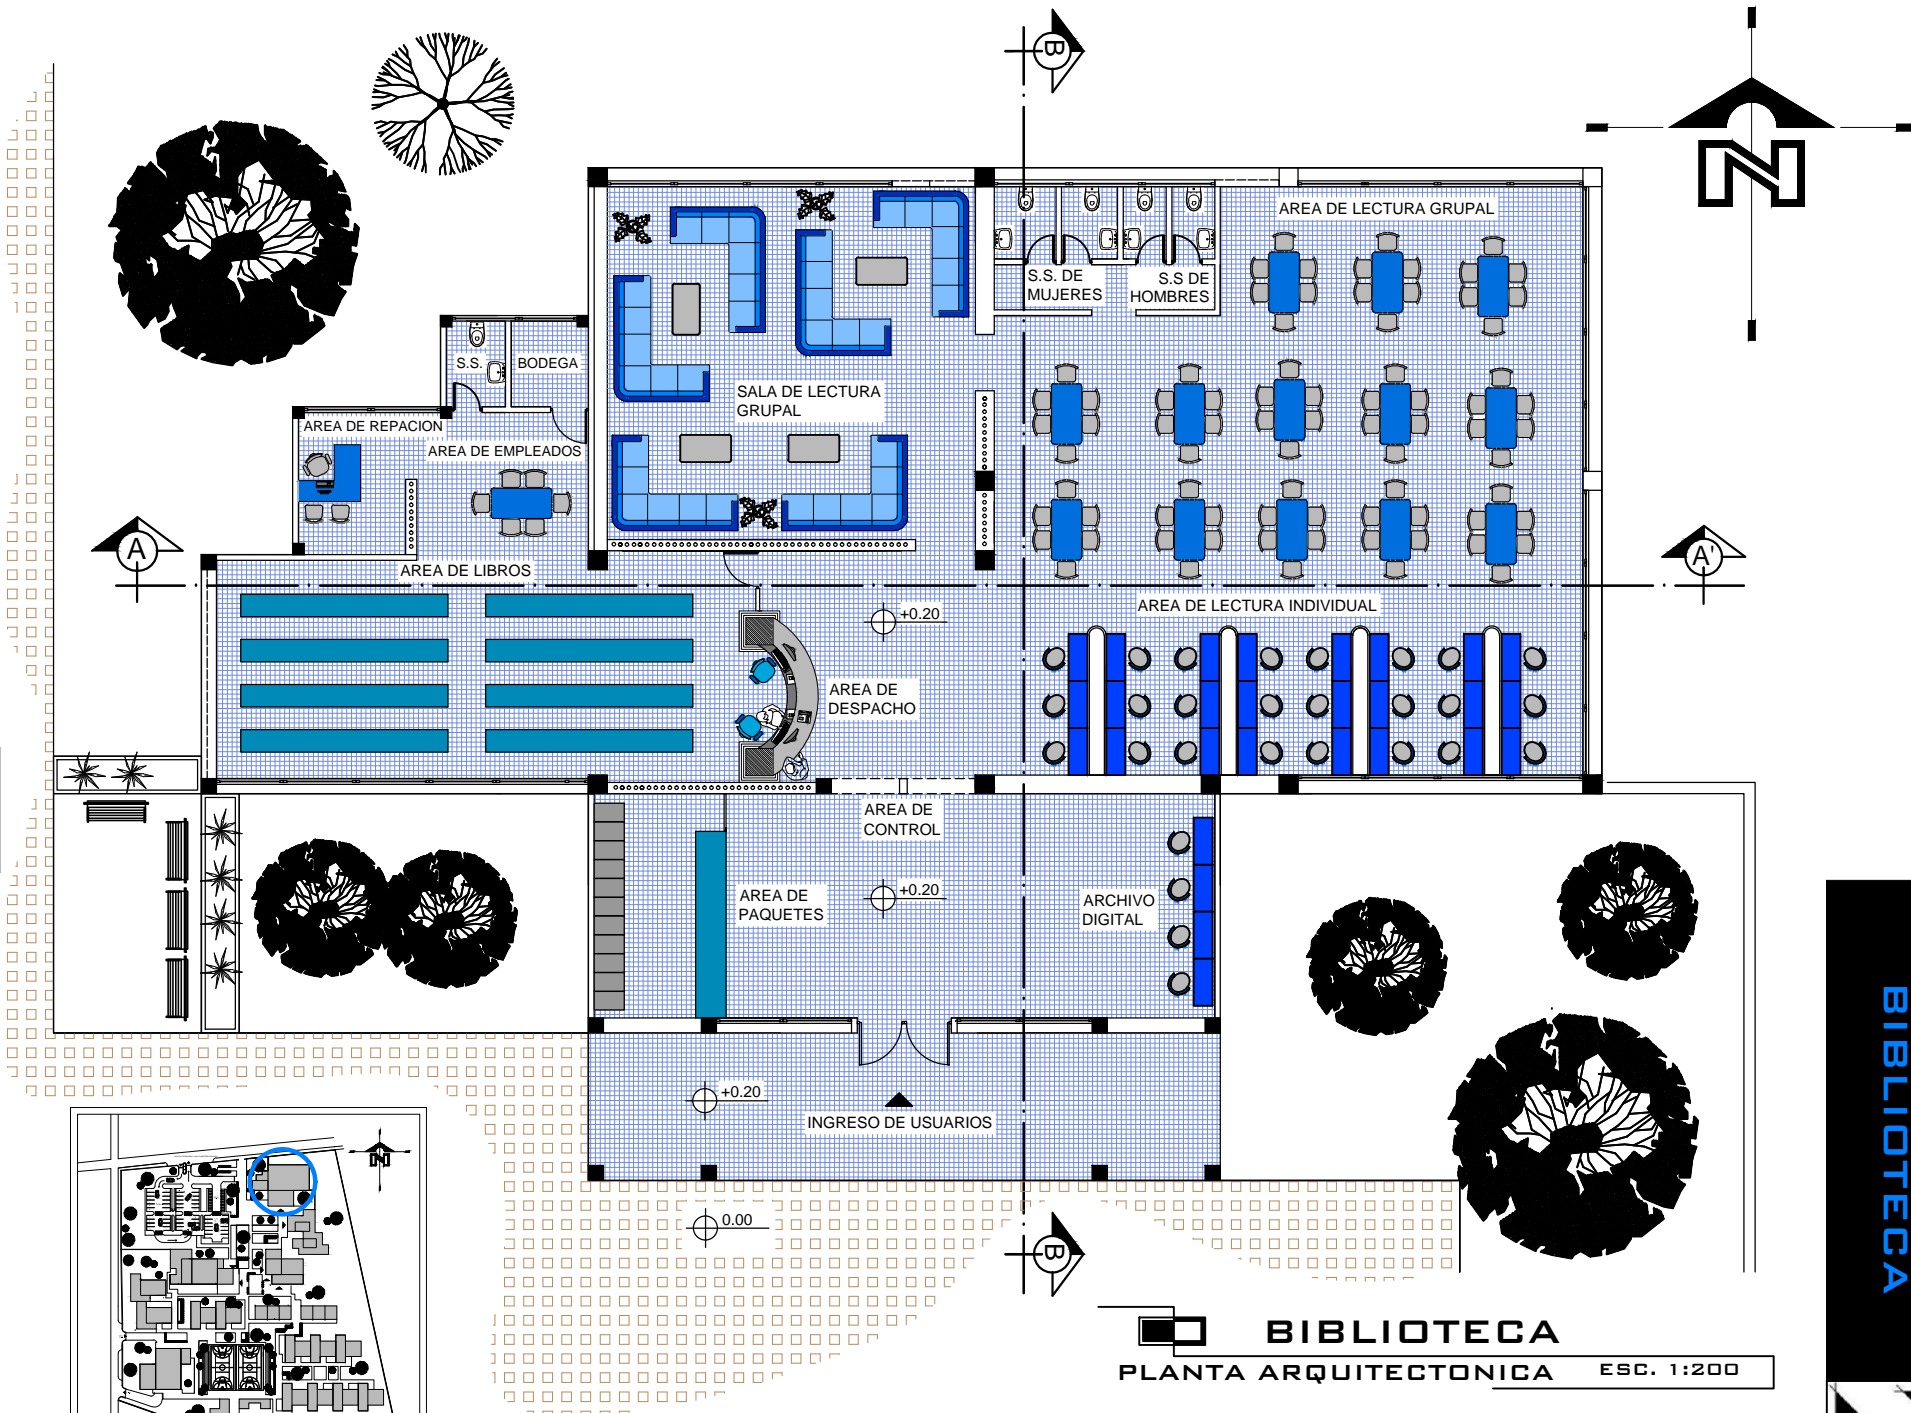 B
N
AREA DE LECTURA GRUPAL
S.S. DE
MUJERES
S.S DE
HOMBRES
S.S.
BODEGA
SALA DE LECTURA
GRUPAL
AREA DE REPACION
AREA DE EMPLEADOS
A
A'
AREA DE LIBROS
+0.20
AREA DE LECTURA INDIVIDUAL
AREA DE
DESPACHO
AREA DE
CONTROL
AREA DE
PAQUETES
+0.20
ARCHIVO
DIGITAL
+0.20
INGRESO DE USUARIOS
0.00
B
N
BIBLIOTECA
PLANTA ARQUITECTONICA
ESC. 1:200
BIBLIOTECA